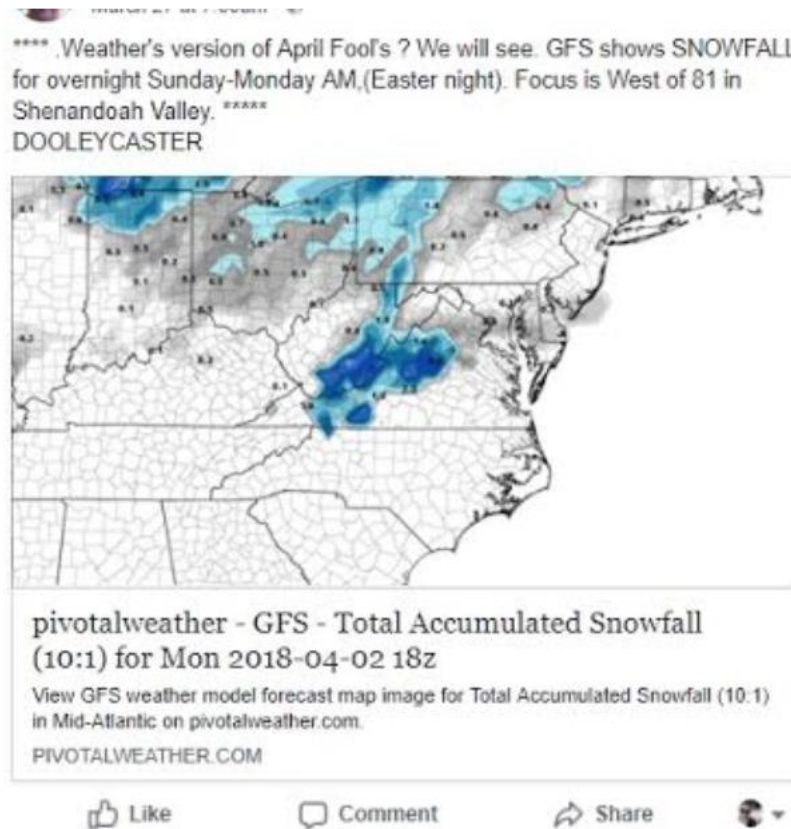 **** .Weather's version of April Fool's ? We will see. GFS shows SNOWFALL
for overnight Sunday-Monday AM,(Easter night). Focus is West of 81 in
Shenandoah Valley. *****
DOOLEYCASTER
pivotalweather - GFS - Total Accumulated Snowfall
(10:1) for Mon 2018-04-02 18z
View GFS weather model forecast map image for Total Accumulated Snowfall (10:1)
in Mid-Atlantic on pivotalweather.com.
PIVOTALWEATHER.COM
Like Comment Share